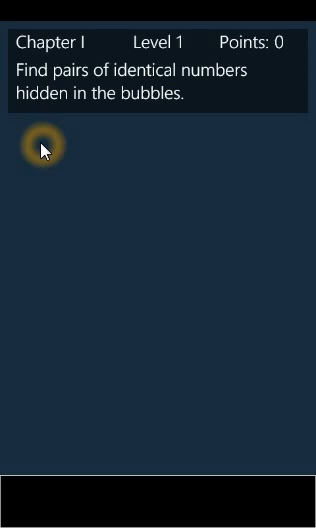 Chapter I Level 1 Points: 0
Find pairs of identical numbers
hidden in the bubbles.